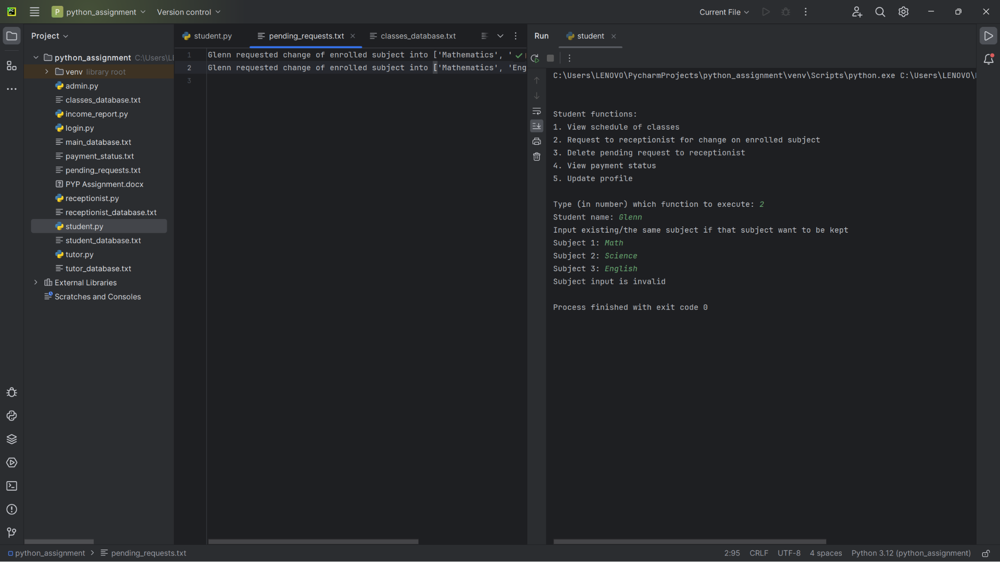 P python_assignment Version control Current File
Project
python_assignment C:\Users\LE
venv library root
admin.py
classes_database.txt
income_report.py
login.py
main_database.txt
payment_status.txt
pending_requests.txt
PYP Assignment.docx
receptionist.py
receptionist_database.txt
student.py
student_database.txt
tutor.py
tutor_database.txt
External Libraries
Scratches and Consoles
student.py pending_requests.txt classes_database.txt
1 Glenn requested change of enrolled subject into ['Mathematics', '
2 Glenn requested change of enrolled subject into ['Mathematics', 'Eng
3
Run student
C:\Users\LENOVO\PycharmProjects\python_assignment\venv\Scripts\python.exe C:\Users\LENOVO\
Student functions:
1. View schedule of classes
2. Request to receptionist for change on enrolled subject
3. Delete pending request to receptionist
4. View payment status
5. Update profile
Type (in number) which function to execute: 2
Student name: Glenn
Input existing/the same subject if that subject want to be kept
Subject 1: Math
Subject 2: Science
Subject 3: English
Subject input is invalid
Process finished with exit code 0
python_assignment > pending_requests.txt
2:95 CRLF UTF-8 4 spaces Python 3.12 (python_assignment)